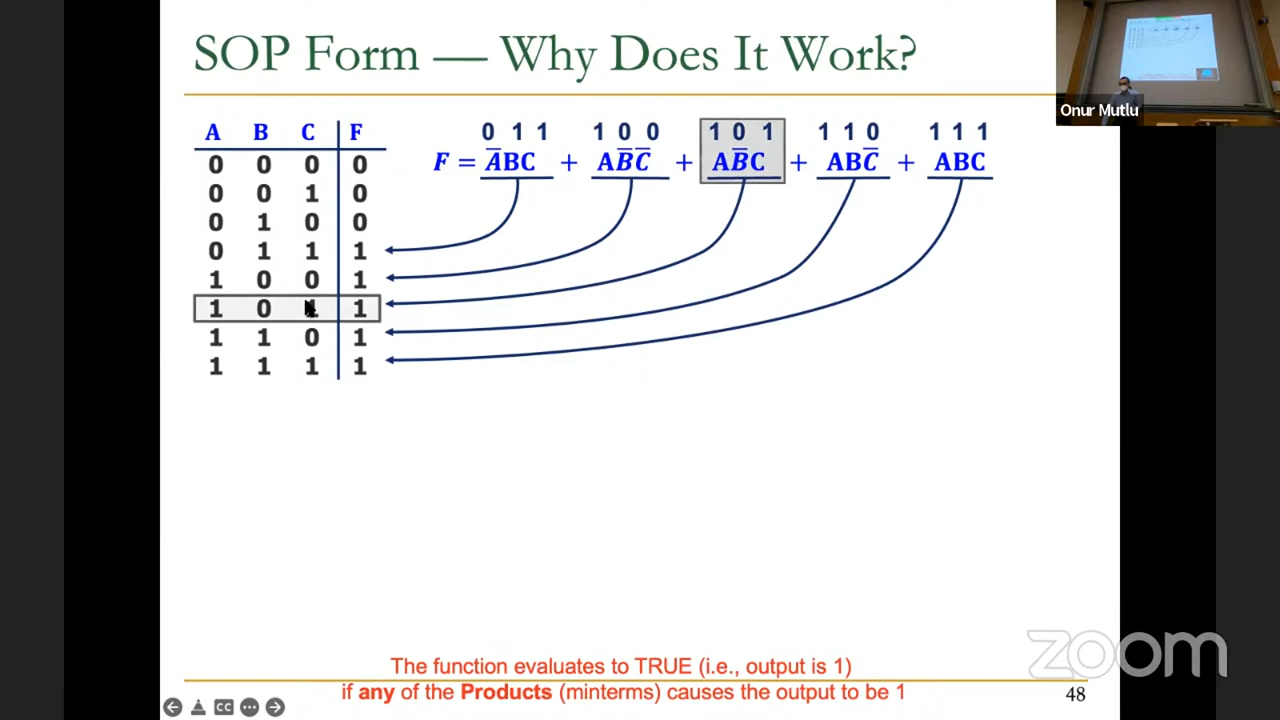 SOP Form — Why Does It Work?
Onur Mutlu
A B C F
0 0 0 0
0 0 1 0
0 1 0 0
0 1 1 1
1 0 0 1
1 0 1 1
1 1 0 1
1 1 1 1
0 1 1 1 0 0 1 0 1 1 1 0 1 1 1
F = A̅BC + AB̅C̅ + AB̅C + ABC̅ + ABC
The function evaluates to TRUE (i.e., output is 1)
if any of the Products (minterms) causes the output to be 1
zoom
CC
48